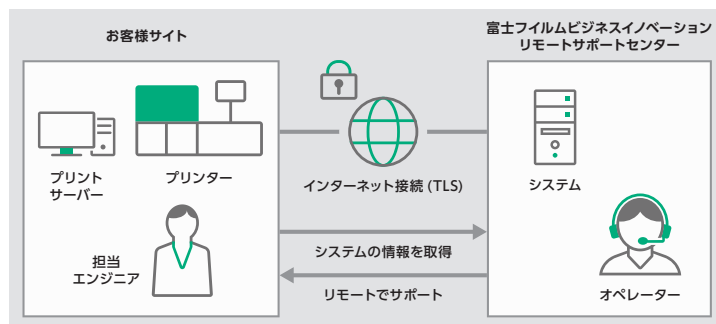 お客様サイト
富士フイルムビジネスイノベーション
リモートサポートセンター
プリント
サーバー
プリンター
インターネット接続 (TLS)
システム
担当
エンジニア
システムの情報を取得
リモートでサポート
オペレーター